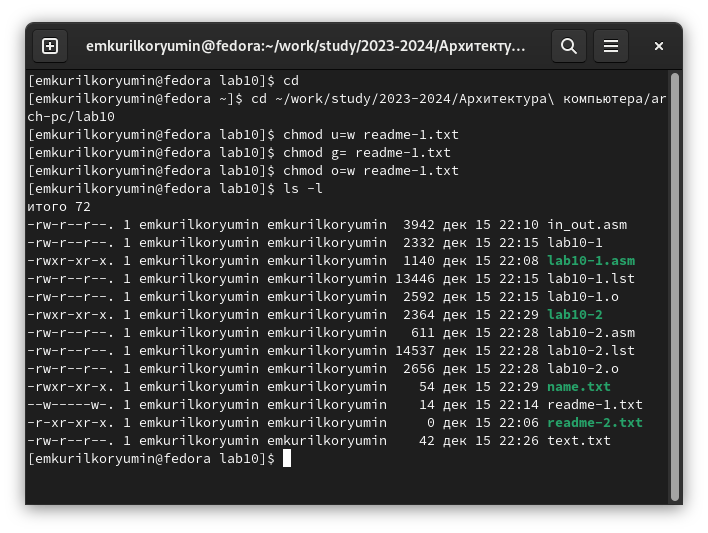 emkurilkoryumin@fedora:~/work/study/2023-2024/Архитекту...
[emkurilkoryumin@fedora lab10]$ cd
[emkurilkoryumin@fedora ~]$ cd ~/work/study/2023-2024/Архитектура\ компьютера/ar
ch-pc/lab10
[emkurilkoryumin@fedora lab10]$ chmod u=w readme-1.txt
[emkurilkoryumin@fedora lab10]$ chmod g= readme-1.txt
[emkurilkoryumin@fedora lab10]$ chmod o=w readme-1.txt
[emkurilkoryumin@fedora lab10]$ ls -l
итого 72
-rw-r--r--. 1 emkurilkoryumin emkurilkoryumin  3942 дек 15 22:10 in_out.asm
-rw-r--r--. 1 emkurilkoryumin emkurilkoryumin  2332 дек 15 22:15 lab10-1
-rwxr-xr-x. 1 emkurilkoryumin emkurilkoryumin  1140 дек 15 22:08 lab10-1.asm
-rw-r--r--. 1 emkurilkoryumin emkurilkoryumin 13446 дек 15 22:15 lab10-1.lst
-rw-r--r--. 1 emkurilkoryumin emkurilkoryumin  2592 дек 15 22:15 lab10-1.o
-rwxr-xr-x. 1 emkurilkoryumin emkurilkoryumin  2364 дек 15 22:29 lab10-2
-rw-r--r--. 1 emkurilkoryumin emkurilkoryumin   611 дек 15 22:28 lab10-2.asm
-rw-r--r--. 1 emkurilkoryumin emkurilkoryumin 14537 дек 15 22:28 lab10-2.lst
-rw-r--r--. 1 emkurilkoryumin emkurilkoryumin  2656 дек 15 22:28 lab10-2.o
-rwxr-xr-x. 1 emkurilkoryumin emkurilkoryumin    54 дек 15 22:29 name.txt
--w-----w-. 1 emkurilkoryumin emkurilkoryumin    14 дек 15 22:14 readme-1.txt
-r-xr-xr-x. 1 emkurilkoryumin emkurilkoryumin     0 дек 15 22:06 readme-2.txt
-rw-r--r--. 1 emkurilkoryumin emkurilkoryumin    42 дек 15 22:26 text.txt
[emkurilkoryumin@fedora lab10]$